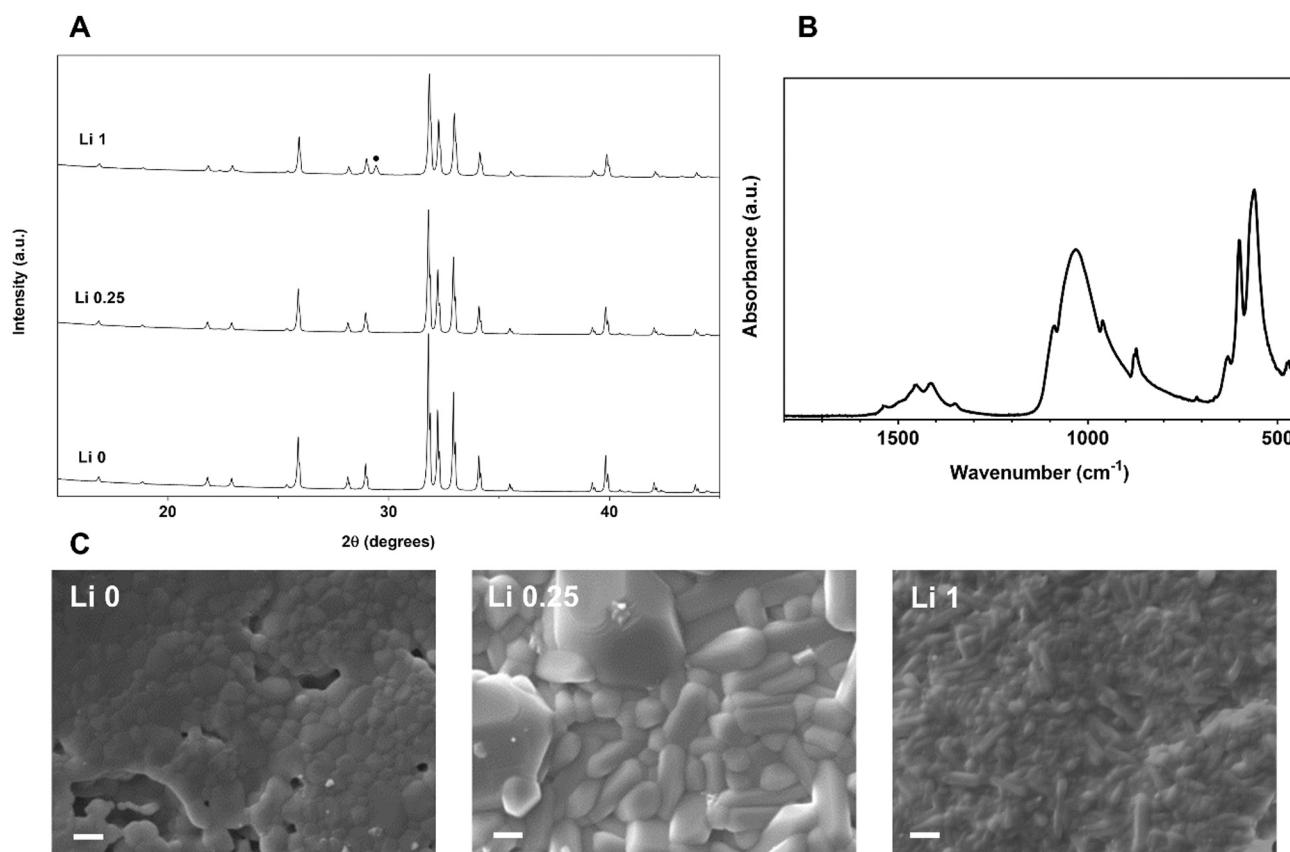 A
B
Intensity (a.u.)
Li 1
•
Li 0.25
Li 0
20
30
40
2θ (degrees)
Absorbance (a.u.)
1500
1000
500
Wavenumber (cm⁻¹)
C
Li 0
Li 0.25
Li 1